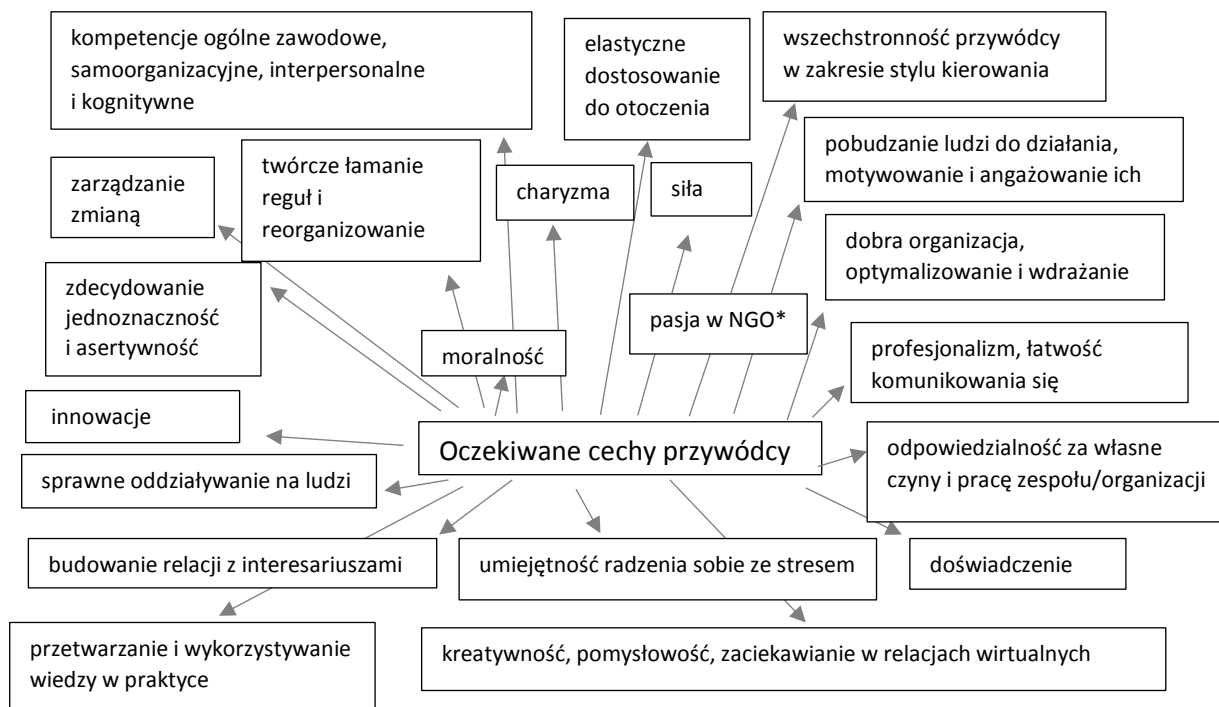 kompetencje ogólne zawodowe,
samoorganizacyjne, interpersonalne
i kognitywne
elastyczne
dostosowanie
do otoczenia
wszechstronność przywódcy
w zakresie stylu kierowania
zarządzanie
zmianą
twórcze łamanie
reguł i
reorganizowanie
charyzma
siła
pobudzanie ludzi do działania,
motywowanie i angażowanie ich
zdecydowanie
jednoznaczność
i asertywność
moralność
pasja w NGO*
dobra organizacja,
optymalizowanie i wdrażanie
profesjonalizm, łatwość
komunikowania się
innowacje
Oczekiwane cechy przywódcy
odpowiedzialność za własne
czyny i pracę zespołu/organizacji
sprawne oddziaływanie na ludzi
budowanie relacji z interesariuszami
umiejętność radzenia sobie ze stresem
doświadczenie
przetwarzanie i wykorzystywanie
wiedzy w praktyce
kreatywność, pomysłowość, zaciekawianie w relacjach wirtualnych